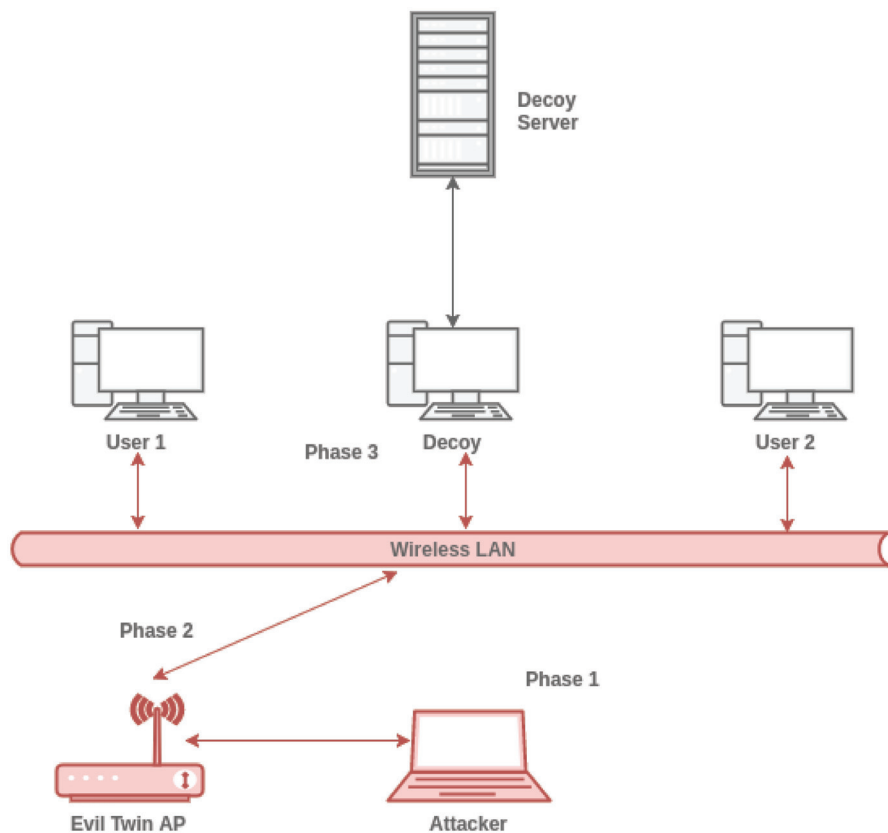 Decoy
Server
User 1
Decoy
User 2
Phase 3
Wireless LAN
Phase 2
Phase 1
Evil Twin AP
Attacker